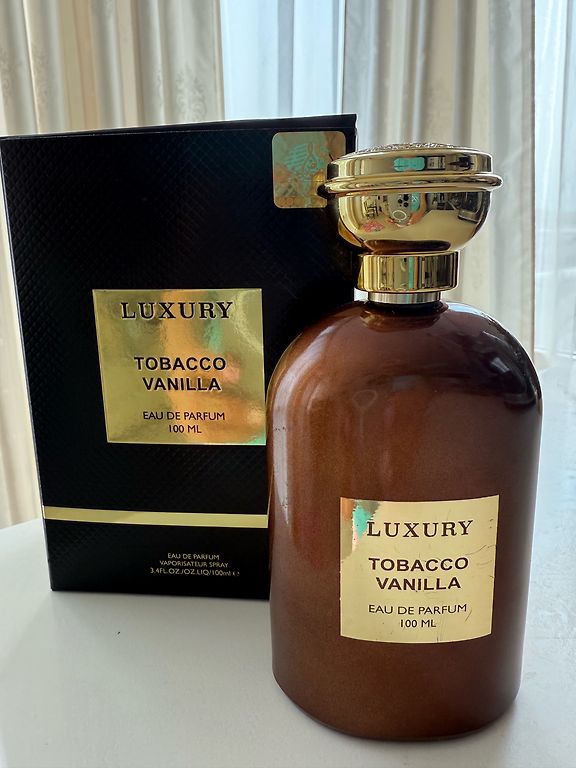 LUXURY
TOBACCO
VANILLA
EAU DE PARFUM
100 ML
EAU DE PARFUM
VAPORISATEUR SPRAY
3.4FL.OZ./OZ.LIQ/100ml e
LUXURY
TOBACCO
VANILLA
EAU DE PARFUM
100 ML